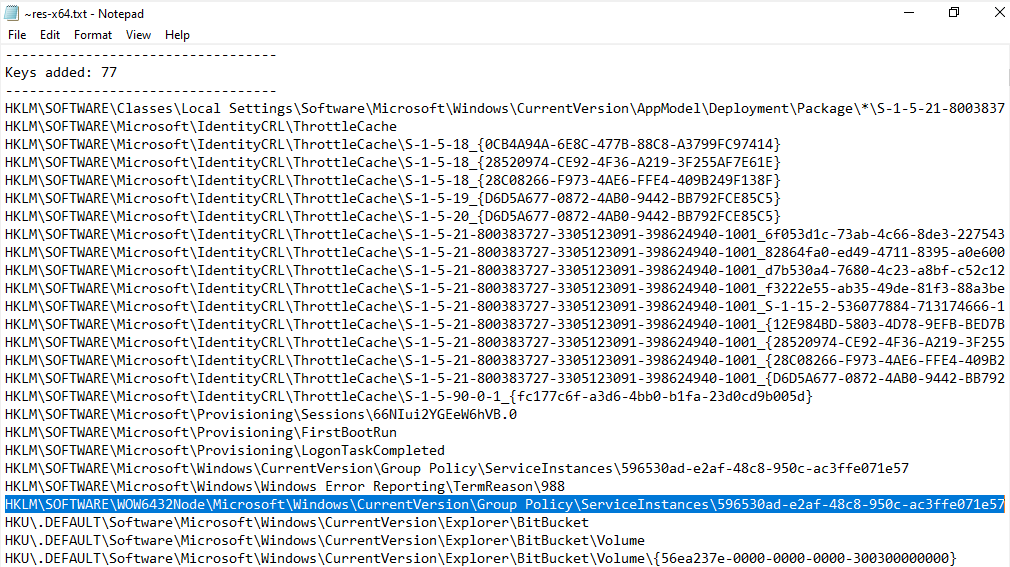 ~res-x64.txt - Notepad
File Edit Format View Help
----------------------------------
Keys added: 77
----------------------------------
HKLM\SOFTWARE\Classes\Local Settings\Software\Microsoft\Windows\CurrentVersion\AppModel\Deployment\Package\*\S-1-5-21-8003837
HKLM\SOFTWARE\Microsoft\IdentityCRL\ThrottleCache
HKLM\SOFTWARE\Microsoft\IdentityCRL\ThrottleCache\S-1-5-18_{0CB4A94A-6E8C-477B-88C8-A3799FC97414}
HKLM\SOFTWARE\Microsoft\IdentityCRL\ThrottleCache\S-1-5-18_{28520974-CE92-4F36-A219-3F255AF7E61E}
HKLM\SOFTWARE\Microsoft\IdentityCRL\ThrottleCache\S-1-5-18_{28C08266-F973-4AE6-FFE4-409B249F138F}
HKLM\SOFTWARE\Microsoft\IdentityCRL\ThrottleCache\S-1-5-19_{D6D5A677-0872-4AB0-9442-BB792FCE85C5}
HKLM\SOFTWARE\Microsoft\IdentityCRL\ThrottleCache\S-1-5-20_{D6D5A677-0872-4AB0-9442-BB792FCE85C5}
HKLM\SOFTWARE\Microsoft\IdentityCRL\ThrottleCache\S-1-5-21-800383727-3305123091-398624940-1001_6f053d1c-73ab-4c66-8de3-227543
HKLM\SOFTWARE\Microsoft\IdentityCRL\ThrottleCache\S-1-5-21-800383727-3305123091-398624940-1001_82864fa0-ed49-4711-8395-a0e600
HKLM\SOFTWARE\Microsoft\IdentityCRL\ThrottleCache\S-1-5-21-800383727-3305123091-398624940-1001_d7b530a4-7680-4c23-a8bf-c52c12
HKLM\SOFTWARE\Microsoft\IdentityCRL\ThrottleCache\S-1-5-21-800383727-3305123091-398624940-1001_f3222e55-ab35-49de-81f3-88a3be
HKLM\SOFTWARE\Microsoft\IdentityCRL\ThrottleCache\S-1-5-21-800383727-3305123091-398624940-1001_S-1-15-2-536077884-713174666-1
HKLM\SOFTWARE\Microsoft\IdentityCRL\ThrottleCache\S-1-5-21-800383727-3305123091-398624940-1001_{12E984BD-5803-4D78-9EFB-BED7B
HKLM\SOFTWARE\Microsoft\IdentityCRL\ThrottleCache\S-1-5-21-800383727-3305123091-398624940-1001_{28520974-CE92-4F36-A219-3F255
HKLM\SOFTWARE\Microsoft\IdentityCRL\ThrottleCache\S-1-5-21-800383727-3305123091-398624940-1001_{28C08266-F973-4AE6-FFE4-409B2
HKLM\SOFTWARE\Microsoft\IdentityCRL\ThrottleCache\S-1-5-21-800383727-3305123091-398624940-1001_{D6D5A677-0872-4AB0-9442-BB792
HKLM\SOFTWARE\Microsoft\IdentityCRL\ThrottleCache\S-1-5-90-0-1_{fc177c6f-a3d6-4bb0-b1fa-23d0cd9b005d}
HKLM\SOFTWARE\Microsoft\Provisioning\Sessions\66NIui2YGEeW6hVB.0
HKLM\SOFTWARE\Microsoft\Provisioning\FirstBootRun
HKLM\SOFTWARE\Microsoft\Provisioning\LogonTaskCompleted
HKLM\SOFTWARE\Microsoft\Windows\CurrentVersion\Group Policy\ServiceInstances\596530ad-e2af-48c8-950c-ac3ffe071e57
HKLM\SOFTWARE\Microsoft\Windows\Windows Error Reporting\TermReason\988
HKLM\SOFTWARE\WOW6432Node\Microsoft\Windows\CurrentVersion\Group Policy\ServiceInstances\596530ad-e2af-48c8-950c-ac3ffe071e57
HKU\.DEFAULT\Software\Microsoft\Windows\CurrentVersion\Explorer\BitBucket
HKU\.DEFAULT\Software\Microsoft\Windows\CurrentVersion\Explorer\BitBucket\Volume
HKU\.DEFAULT\Software\Microsoft\Windows\CurrentVersion\Explorer\BitBucket\Volume\{56ea237e-0000-0000-0000-300300000000}